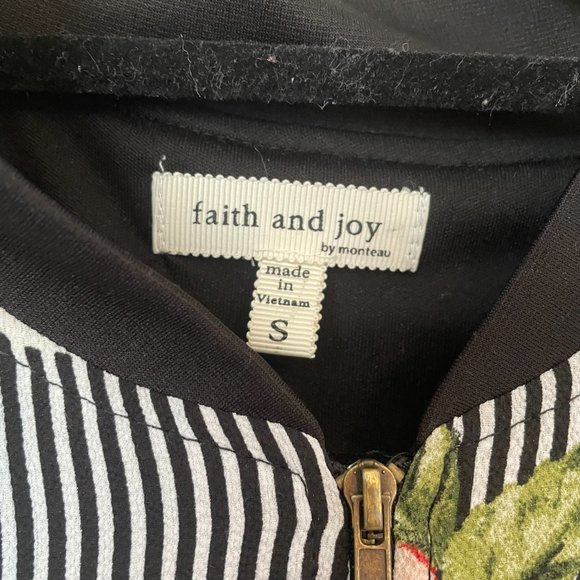 faith and joy
by monteau
made
in
Vietnam
S